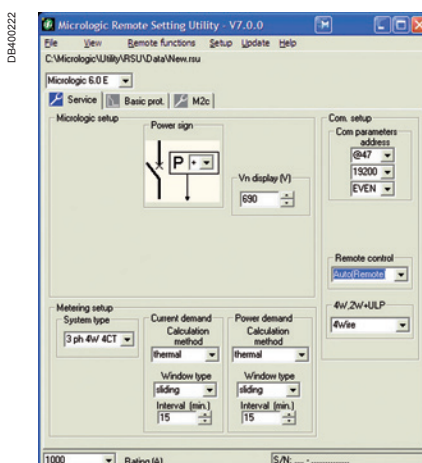 DB400222
Micrologic Remote Setting Utility - V7.0.0
File View Remote functions Setup Update Help
C:\Micrologic\Utility\RSU\Data\New.rsu
Micrologic 6.0 E
Service Basic prot. M2c
Micrologic setup
Power sign
P +
Vn display (V)
690
Com. setup
Com parameters
address
@47
19200
EVEN
Remote control
Auto(Remote)
4W,2W+ULP
4Wire
Metering setup
System type
3 ph 4W 4CT
Current demand
Calculation
method
thermal
Window type
sliding
Interval (min.)
15
Power demand
Calculation
method
thermal
Window type
sliding
Interval (min.)
15
1000 Rating (A) S/N: